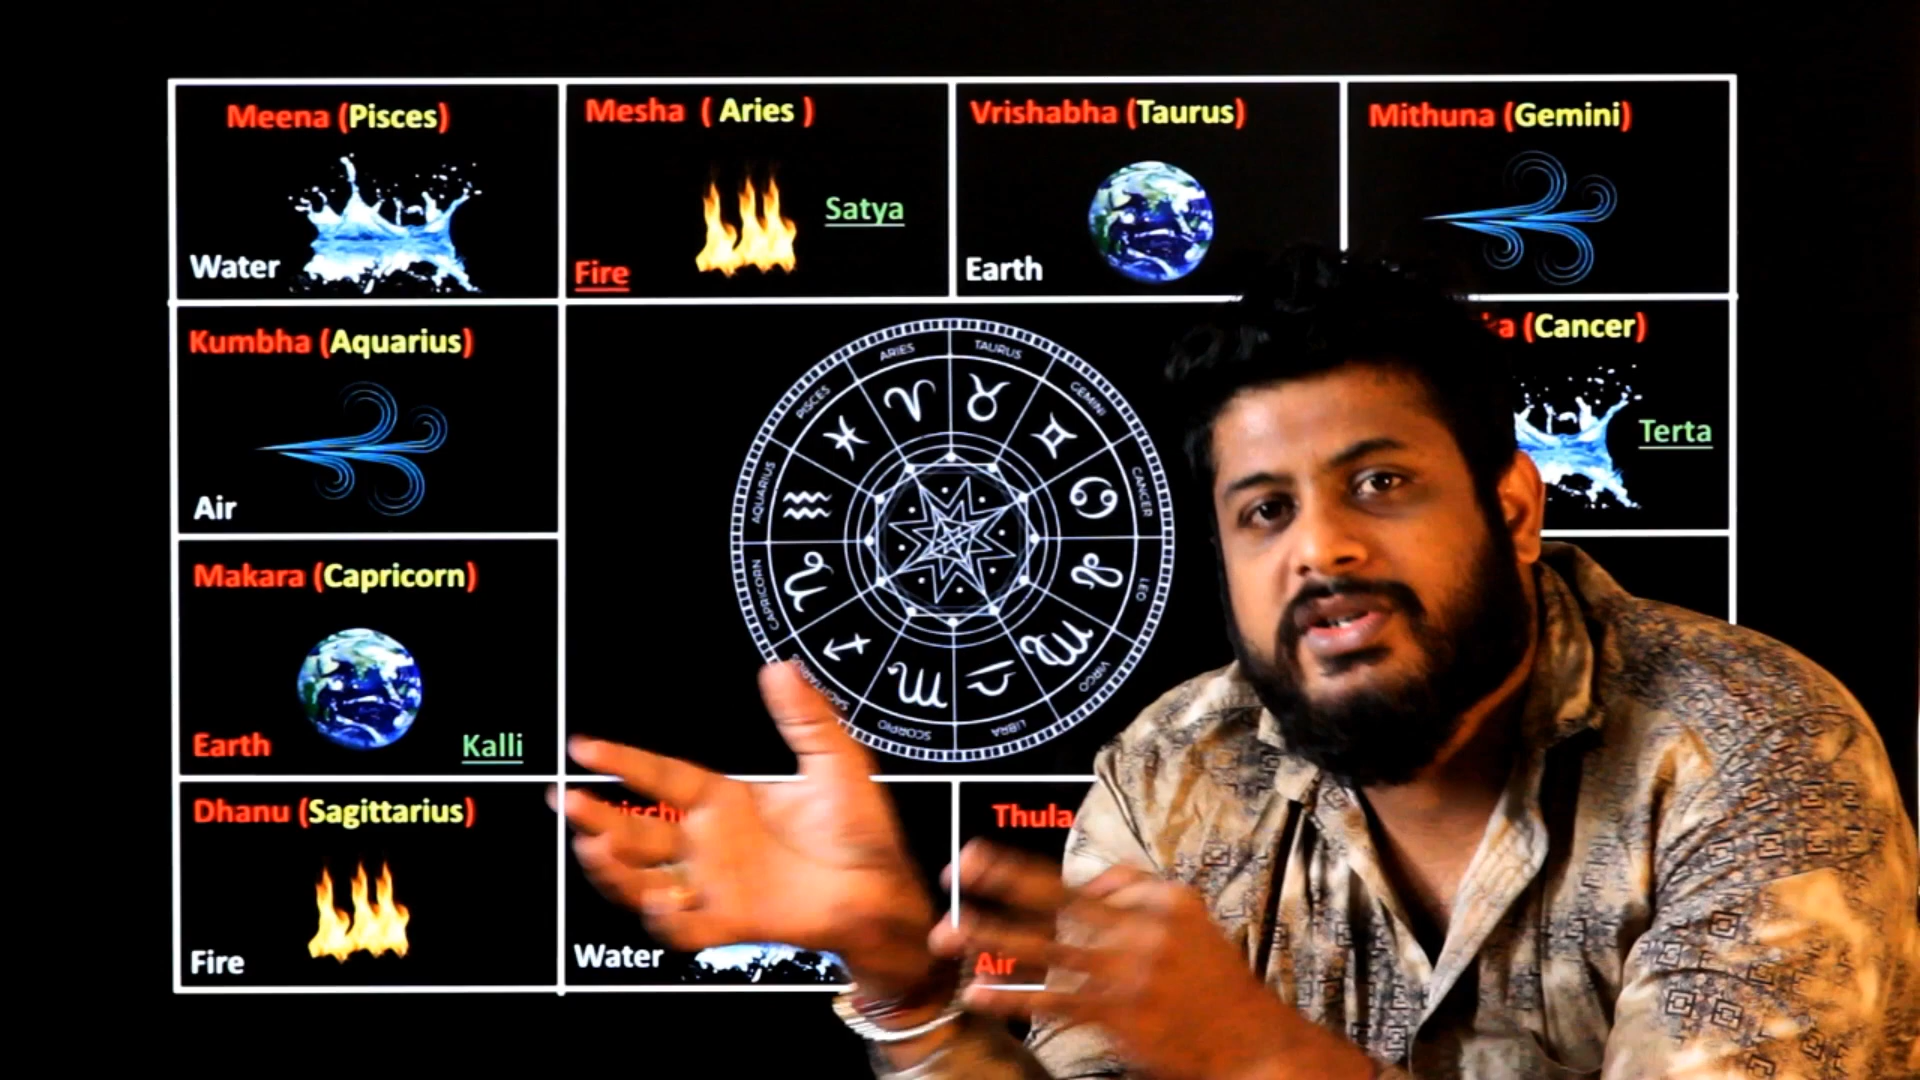 Meena (Pisces)
Water
Mesha ( Aries )
Satya
Fire
Vrishabha (Taurus)
Earth
Mithuna (Gemini)
Kumbha (Aquarius)
Air
(Cancer)
Terta
Makara (Capricorn)
Earth
Kalli
ARIES
TAURUS
GEMINI
CANCER
LEO
VIRGO
LIBRA
SCORPIO
SAGITTARIUS
CAPRICORN
AQUARIUS
PISCES
Dhanu (Sagittarius)
Fire
Water
Thula
Air